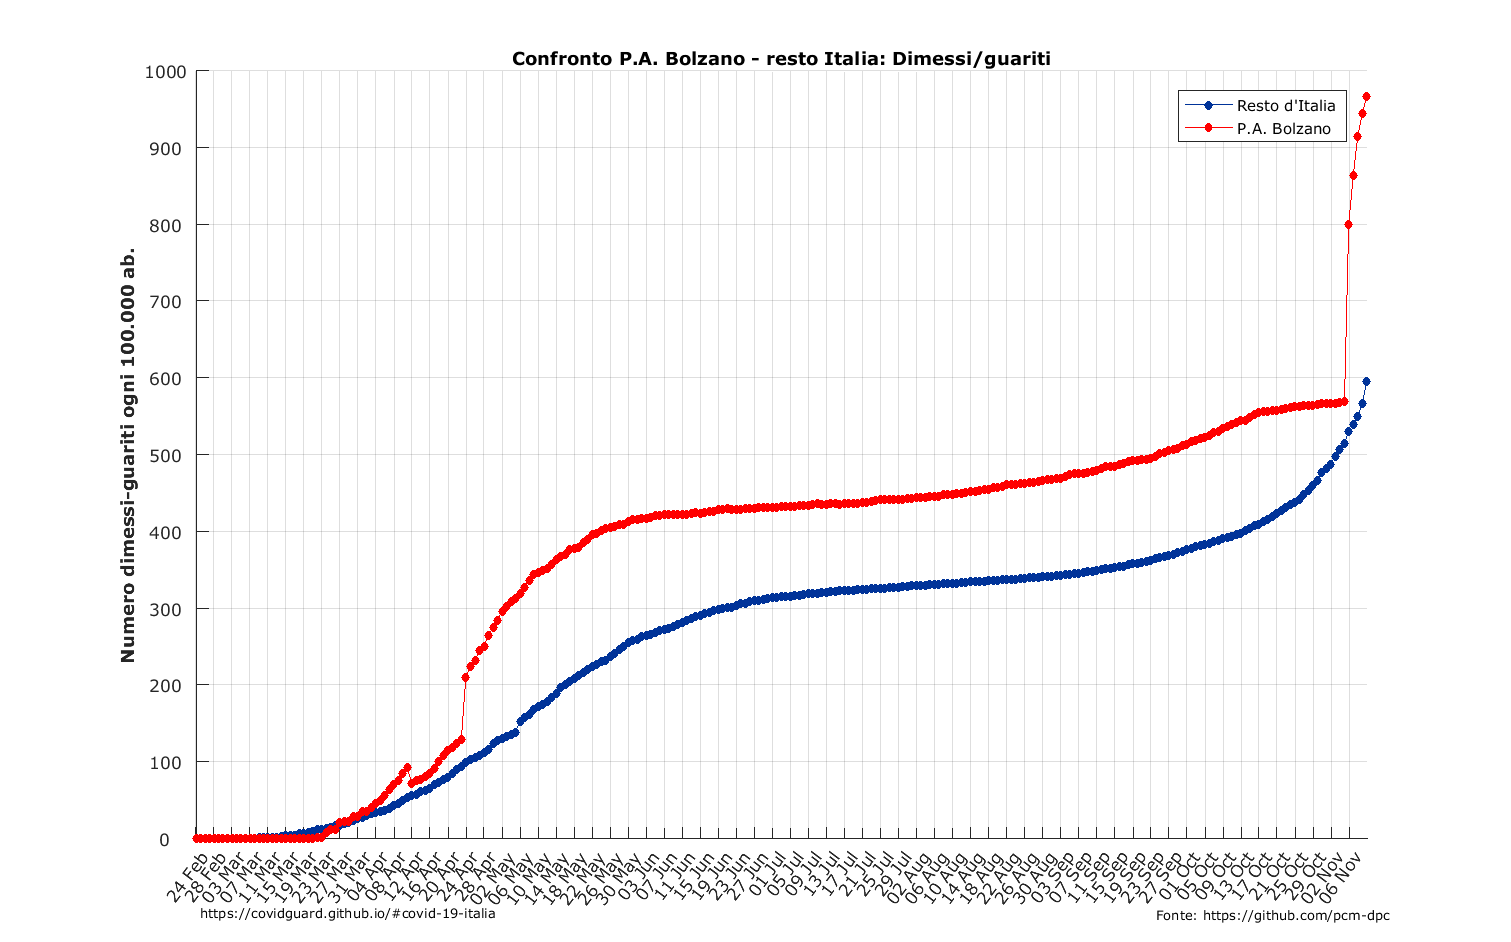 Confronto P.A. Bolzano - resto Italia: Dimessi/guariti
Resto d'Italia
P.A. Bolzano
Numero dimessi-guariti ogni 100.000 ab.
1000
900
800
700
600
500
400
300
200
100
0
24 Feb
28 Feb
03 Mar
07 Mar
11 Mar
15 Mar
19 Mar
23 Mar
27 Mar
31 Mar
04 Apr
08 Apr
12 Apr
16 Apr
20 Apr
24 Apr
28 Apr
02 May
06 May
10 May
14 May
18 May
22 May
26 May
30 May
03 Jun
07 Jun
11 Jun
15 Jun
19 Jun
23 Jun
27 Jun
01 Jul
05 Jul
09 Jul
13 Jul
17 Jul
21 Jul
25 Jul
29 Jul
02 Aug
06 Aug
10 Aug
14 Aug
18 Aug
22 Aug
26 Aug
30 Aug
03 Sep
07 Sep
11 Sep
15 Sep
19 Sep
23 Sep
27 Sep
01 Oct
05 Oct
09 Oct
13 Oct
17 Oct
21 Oct
25 Oct
29 Oct
02 Nov
06 Nov
https://covidguard.github.io/#covid-19-italia
Fonte: https://github.com/pcm-dpc